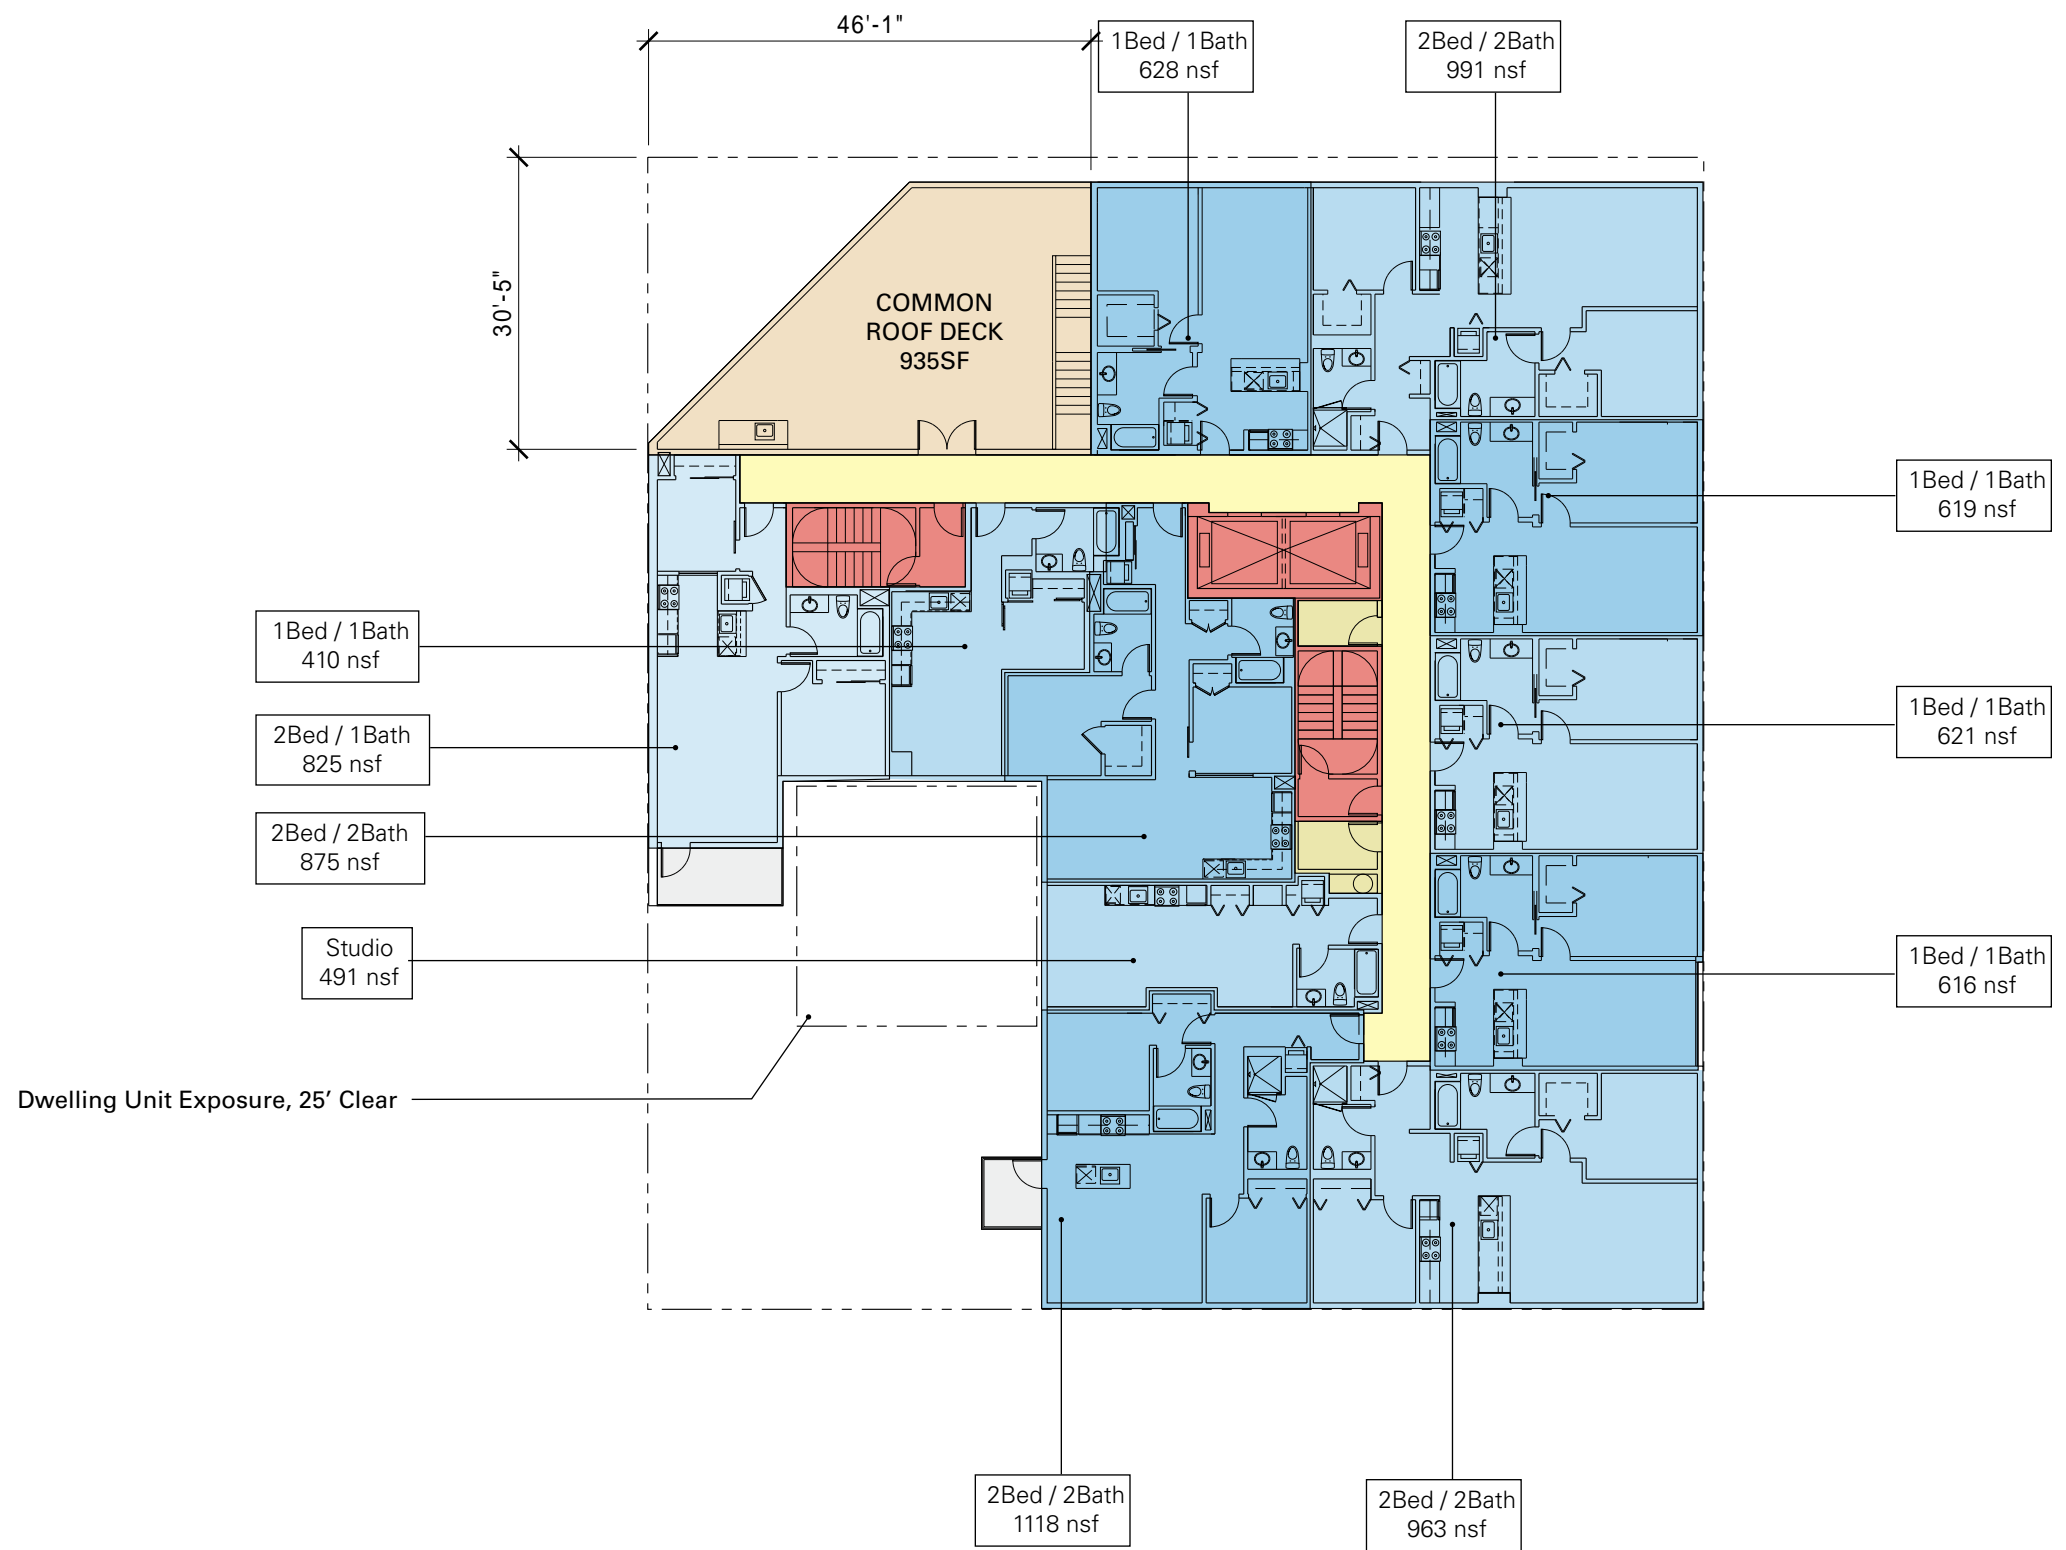 46'-1"
1Bed / 1Bath
628 nsf
2Bed / 2Bath
991 nsf
30'-5"
COMMON
ROOF DECK
935SF
1Bed / 1Bath
619 nsf
1Bed / 1Bath
410 nsf
1Bed / 1Bath
621 nsf
2Bed / 1Bath
825 nsf
2Bed / 2Bath
875 nsf
Studio
491 nsf
1Bed / 1Bath
616 nsf
Dwelling Unit Exposure, 25’ Clear
2Bed / 2Bath
1118 nsf
2Bed / 2Bath
963 nsf